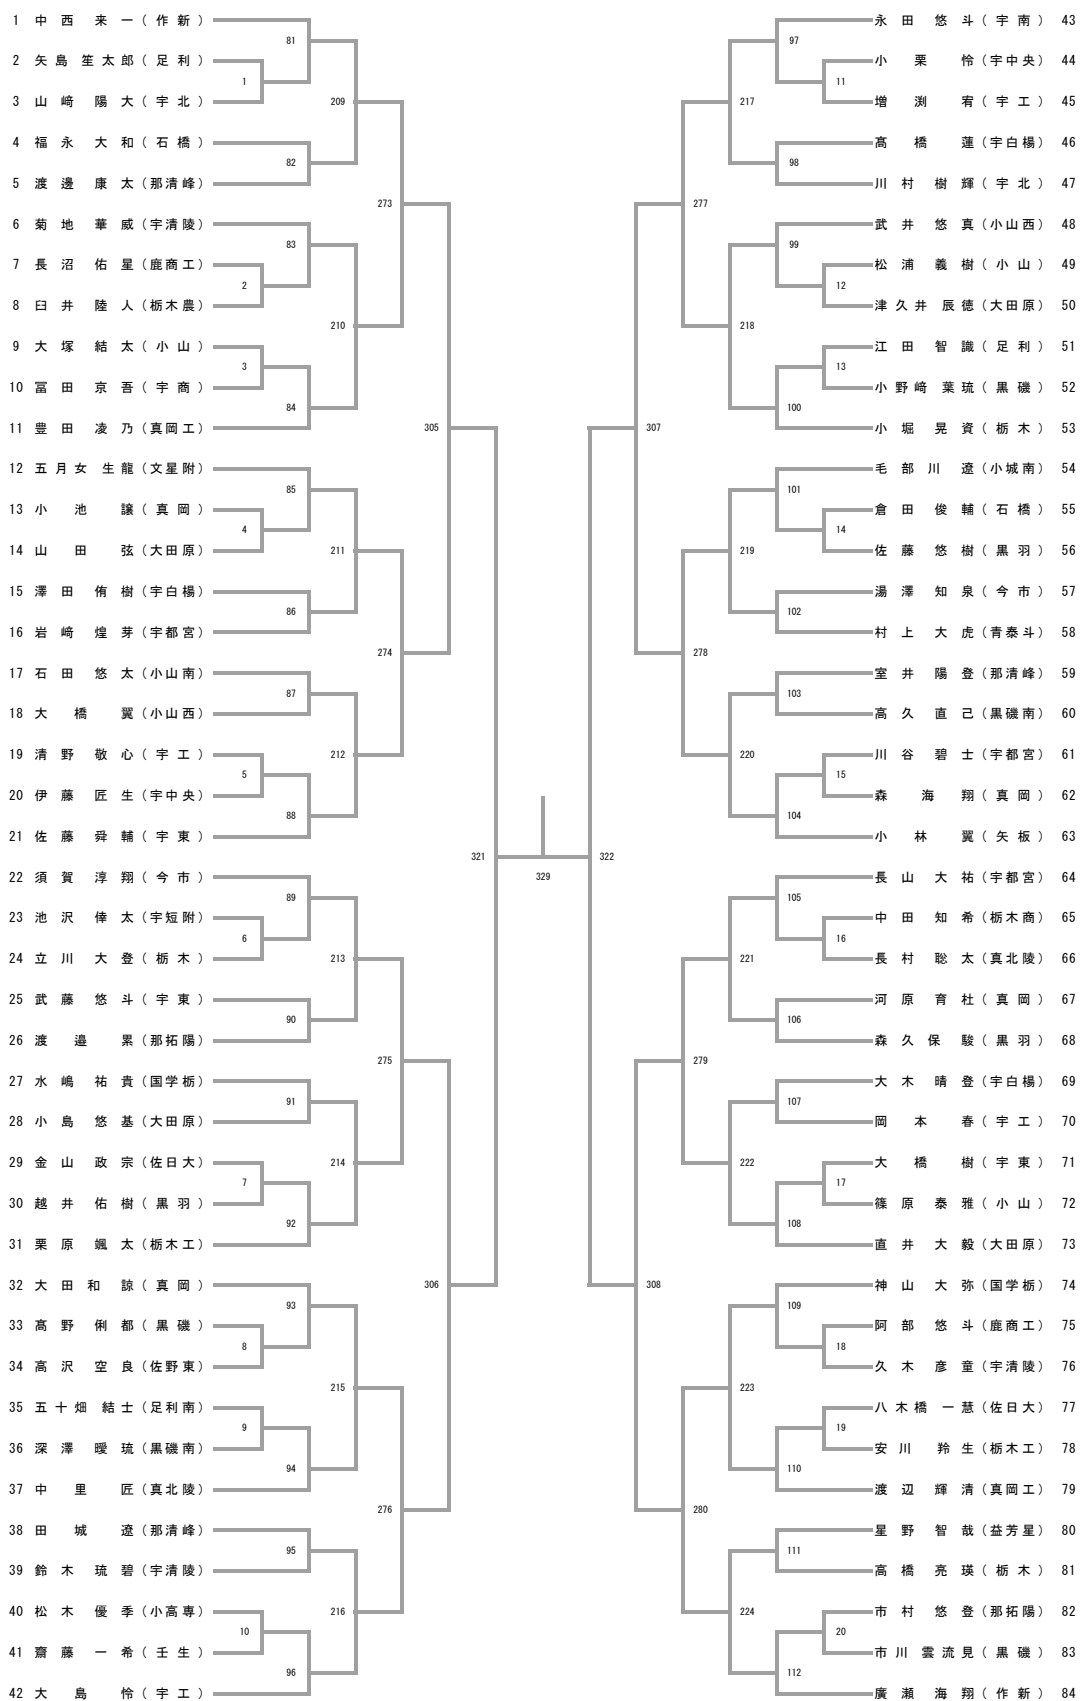 1 中西 来一 (作新)
2 矢島 笙太郎 (足利)
3 山﨑 陽大 (宇北)
4 福永 大和 (石橋)
5 渡邊 康太 (那清峰)
6 菊地 華威 (宇清陵)
7 長沼 佑星 (鹿商工)
8 臼井 陸人 (栃木農)
9 大塚 結太 (小山)
10 冨田 京吾 (宇商)
11 豊田 凌乃 (真岡工)
12 五月女 生龍 (文星附)
13 小池 譲 (真岡)
14 山田 弦 (大田原)
15 澤田 侑樹 (宇白楊)
16 岩﨑 煌芽 (宇都宮)
17 石田 悠太 (小山南)
18 大橋 翼 (小山西)
19 清野 敬心 (宇工)
20 伊藤 匠生 (宇中央)
21 佐藤 舜輔 (宇東)
22 須賀 淳翔 (今市)
23 池沢 倖太 (宇短附)
24 立川 大登 (栃木)
25 武藤 悠斗 (宇東)
26 渡邉 累 (那拓陽)
27 水嶋 祐貴 (国学栃)
28 小島 悠基 (大田原)
29 金山 政宗 (佐日大)
30 越井 佑樹 (黒羽)
31 栗原 颯太 (栃木工)
32 大田和 諒 (真岡)
33 髙野 俐都 (黒磯)
34 高沢 空良 (佐野東)
35 五十畑 結士 (足利南)
36 深澤 曖琉 (黒磯南)
37 中里 匠 (真北陵)
38 田城 遼 (那清峰)
39 鈴木 琉碧 (宇清陵)
40 松木 優季 (小高専)
41 齋藤 一希 (壬生)
42 大島 怜 (宇工)
81
1
209
82
273
83
2
210
3
84
305
85
4
211
86
274
87
212
5
88
321
89
6
213
90
275
91
214
7
92
306
93
8
215
9
94
276
95
216
10
96
329
322
97
11
217
98
277
99
12
218
13
100
307
101
14
219
102
278
103
220
15
104
105
16
221
106
279
107
222
17
108
308
109
18
223
19
110
280
111
224
20
112
永田 悠斗 (宇南) 43
小栗 怜 (宇中央) 44
増渕 宥 (宇工) 45
髙橋 蓮 (宇白楊) 46
川村 樹輝 (宇北) 47
武井 悠真 (小山西) 48
松浦 義樹 (小山) 49
津久井 辰徳 (大田原) 50
江田 智識 (足利) 51
小野﨑 葉琉 (黒磯) 52
小堀 晃資 (栃木) 53
毛部川 遼 (小城南) 54
倉田 俊輔 (石橋) 55
佐藤 悠樹 (黒羽) 56
湯澤 知泉 (今市) 57
村上 大虎 (青泰斗) 58
室井 陽登 (那清峰) 59
高久 直己 (黒磯南) 60
川谷 碧士 (宇都宮) 61
森 海翔 (真岡) 62
小林 翼 (矢板) 63
長山 大祐 (宇都宮) 64
中田 知希 (栃木商) 65
長村 聡太 (真北陵) 66
河原 育杜 (真岡) 67
森久保 駿 (黒羽) 68
大木 晴登 (宇白楊) 69
岡本 春 (宇工) 70
大橋 樹 (宇東) 71
篠原 泰雅 (小山) 72
直井 大毅 (大田原) 73
神山 大弥 (国学栃) 74
阿部 悠斗 (鹿商工) 75
久木 彦童 (宇清陵) 76
八木橋 一慧 (佐日大) 77
安川 羚生 (栃木工) 78
渡辺 輝清 (真岡工) 79
星野 智哉 (益芳星) 80
高橋 亮瑛 (栃木) 81
市村 悠登 (那拓陽) 82
市川 雲流見 (黒磯) 83
廣瀬 海翔 (作新) 84